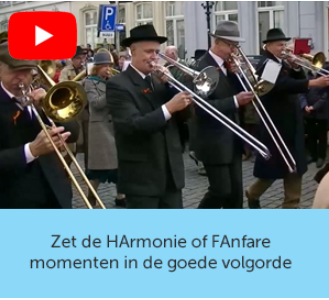 P
Zet de HArmonie of FAnfare
momenten in de goede volgorde